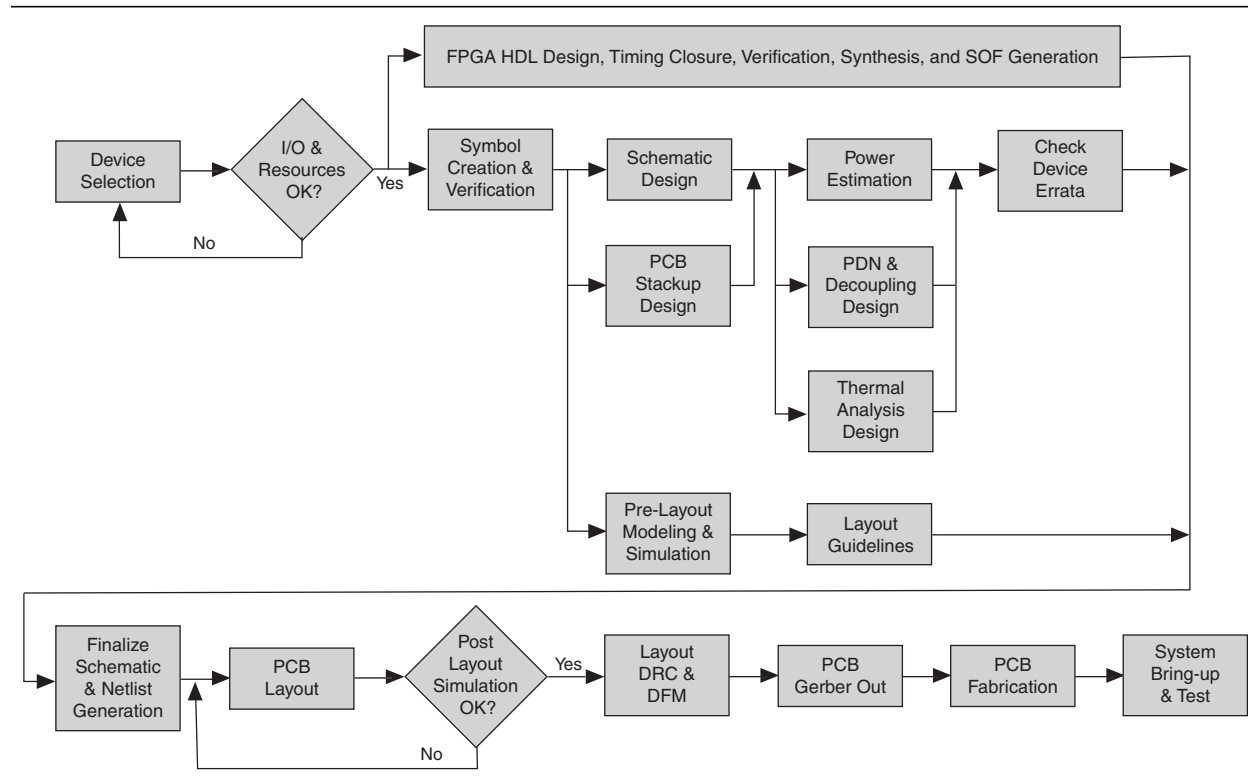 FPGA HDL Design, Timing Closure, Verification, Synthesis, and SOF Generation
Device
Selection
I/O &
Resources
OK?
Yes
No
Symbol
Creation &
Verification
Schematic
Design
Power
Estimation
Check
Device
Errata
PCB
Stackup
Design
PDN &
Decoupling
Design
Thermal
Analysis
Design
Pre-Layout
Modeling &
Simulation
Layout
Guidelines
Finalize
Schematic
& Netlist
Generation
PCB
Layout
Post
Layout
Simulation
OK?
Yes
No
Layout
DRC &
DFM
PCB
Gerber Out
PCB
Fabrication
System
Bring-up
& Test